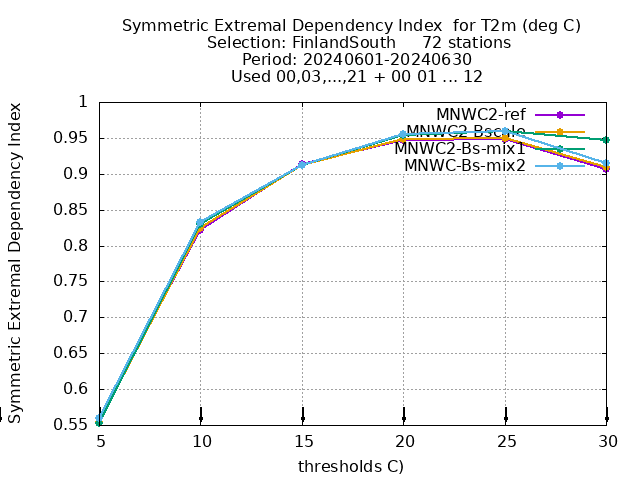 Symmetric Extremal Dependency Index  for T2m (deg C)
Selection: FinlandSouth     72 stations
Period: 20240601-20240630
Used 00,03,...,21 + 00 01 ... 12
Symmetric Extremal Dependency Index
1
0.95
0.9
0.85
0.8
0.75
0.7
0.65
0.6
0.55
MNWC2-ref
MNWC2-Bs-mix1
MNWC-Bs-mix2
5 10 15 20 25 30
thresholds C)